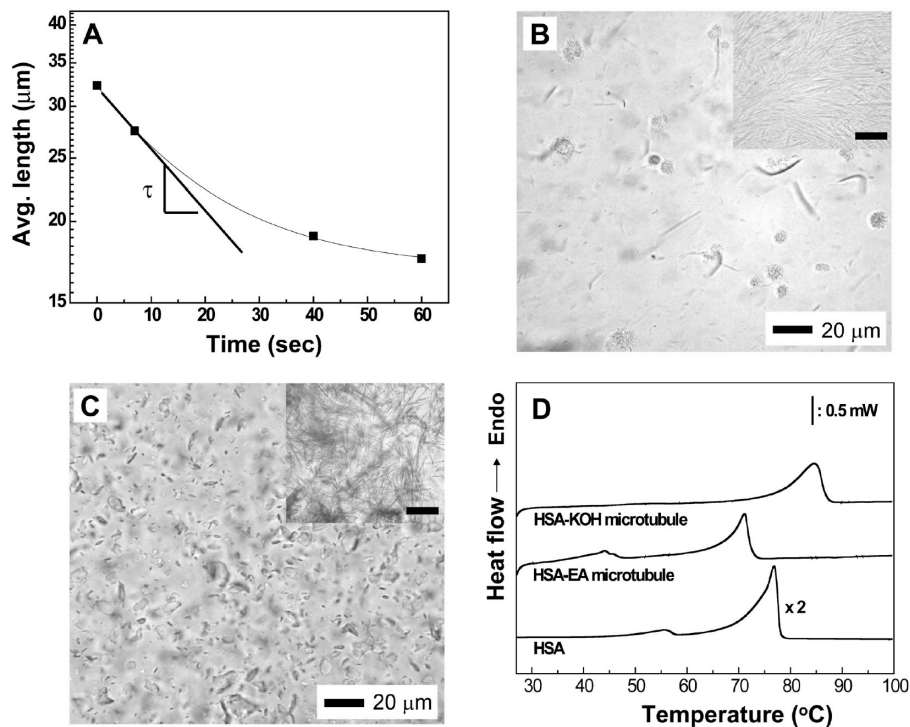 A
Avg. length (μm)
40
35
30
25
20
15
τ
0 10 20 30 40 50 60
Time (sec)
B
20 μm
C
20 μm
D
: 0.5 mW
Heat flow → Endo
HSA-KOH microtubule
HSA-EA microtubule
x 2
HSA
30 40 50 60 70 80 90 100
Temperature (oC)